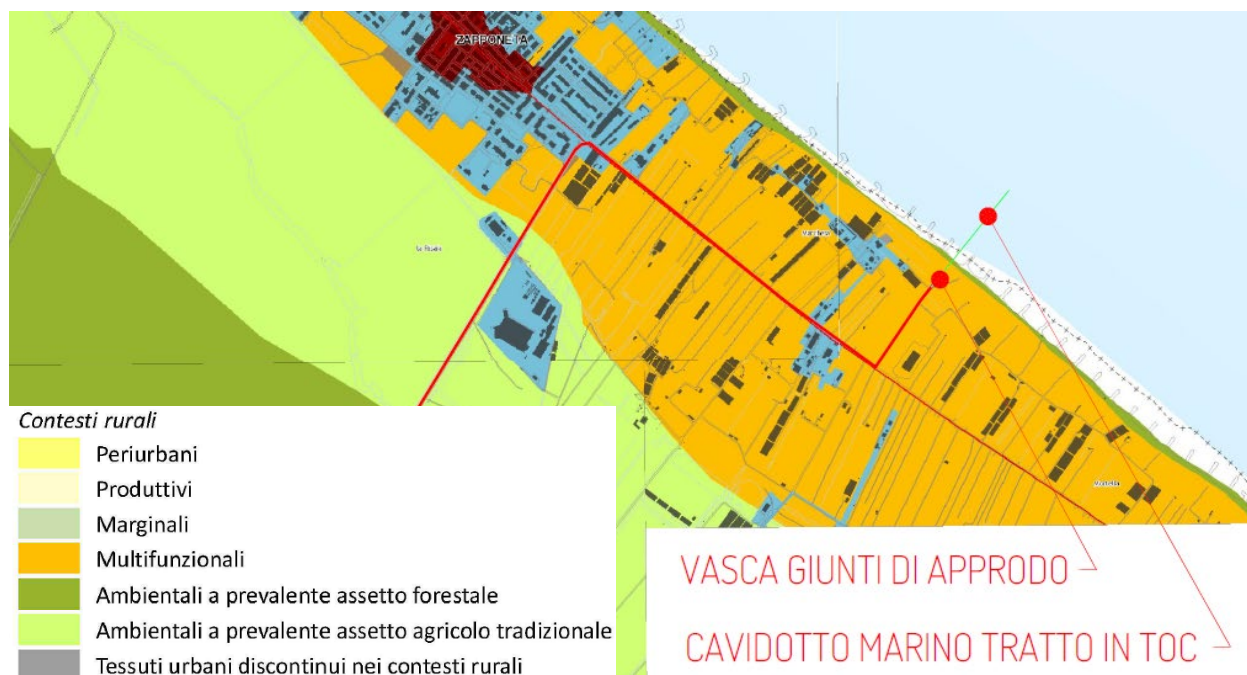 ZAPPONETA
Contesti rurali
Periurbani
Produttivi
Marginali
Multifunzionali
Ambientali a prevalente assetto forestale
Ambientali a prevalente assetto agricolo tradizionale
Tessuti urbani discontinui nei contesti rurali
VASCA GIUNTI DI APPRODO
CAVIDOTTO MARINO TRATTO IN TOC